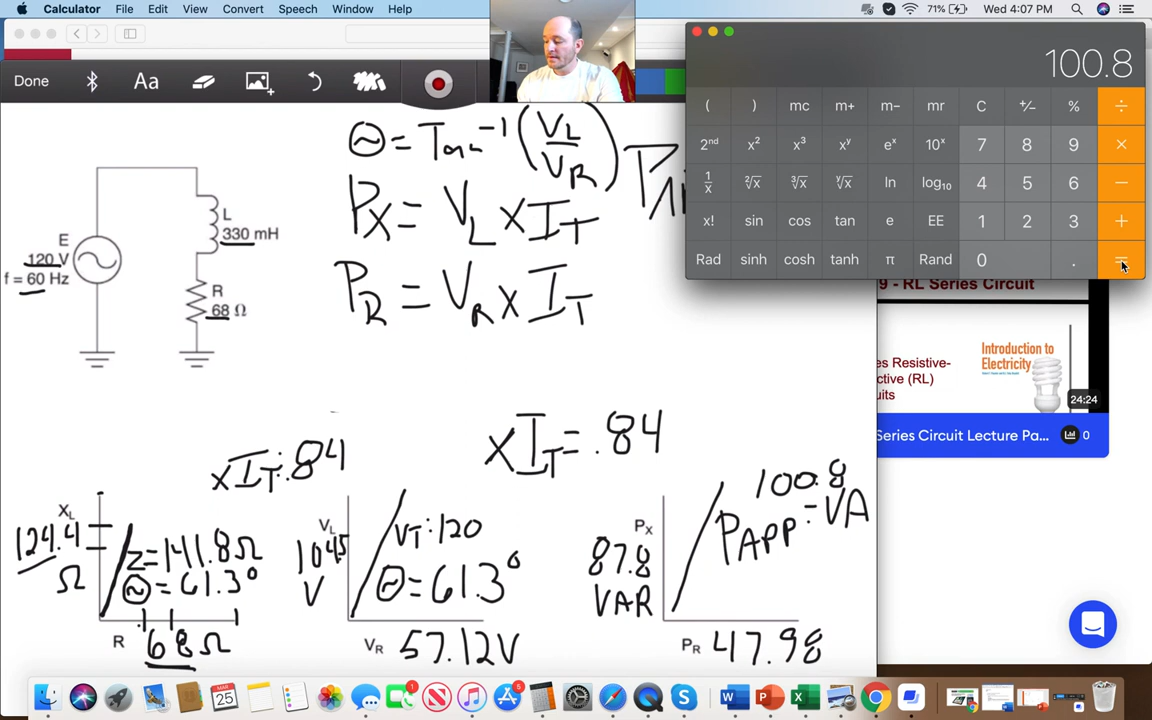 Calculator File Edit View Convert Speech Window Help
71% Wed 4:07 PM
Done Aa
100.8
( ) mc m+ m− mr C +/− % ÷
2nd x² x³ xʸ eˣ 10ˣ 7 8 9 ×
1/x ²√x ³√x ʸ√x ln log₁₀ 4 5 6 −
x! sin cos tan e EE 1 2 3 +
Rad sinh cosh tanh π Rand 0 . =
Θ = Tan⁻¹ (VL/VR)
PX = VL x IT
PR = VR x IT
E
120 V
f = 60 Hz
L
330 mH
R
68 Ω
9 - RL Series Circuit
es Resistive-
ctive (RL)
uits
Introduction to
Electricity
24:24
Series Circuit Lecture Pa... 0
xIT: .84
xIT = .84
XL
124.4
Ω
Z = 141.8 Ω
Θ = 61.3°
R 68 Ω
VL
104.5
V
VT: 120
Θ = 61.3°
VR 57.12V
PX
87.8
VAR
100.8
PAPP = VA
PR 47.98
MAR
25
1
6